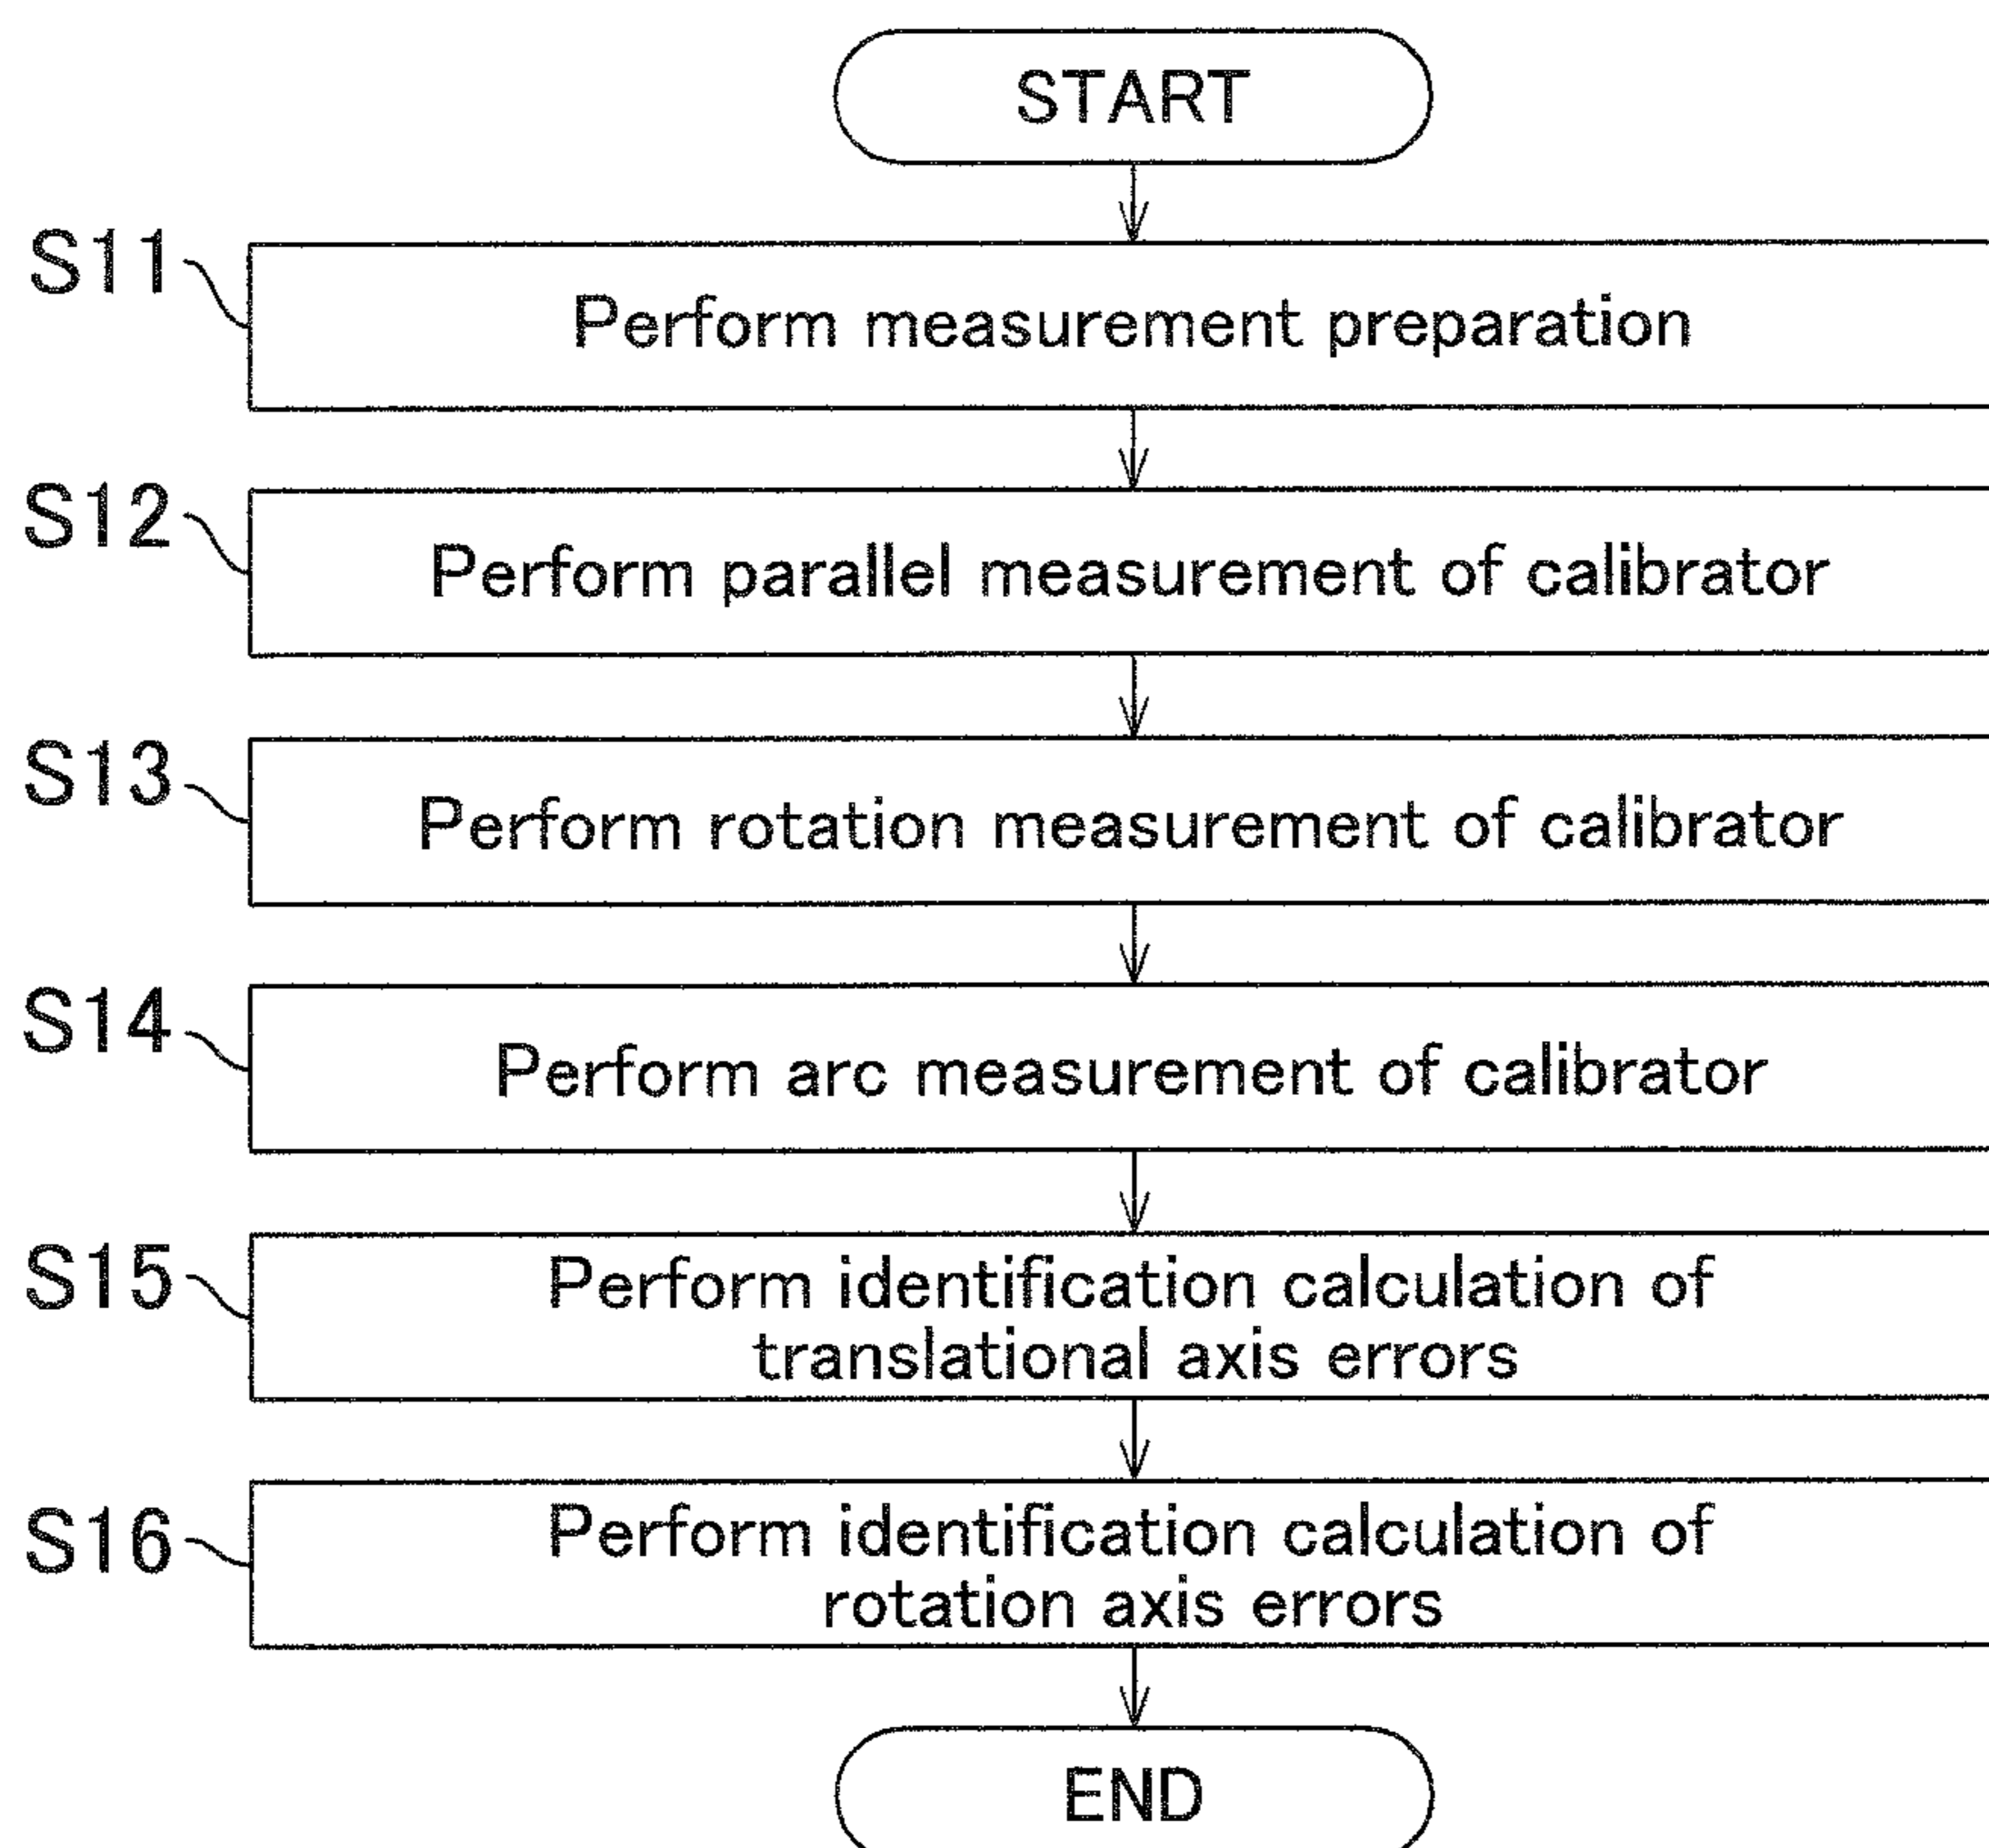 START
S11
Perform measurement preparation
S12
Perform parallel measurement of calibrator
S13
Perform rotation measurement of calibrator
S14
Perform arc measurement of calibrator
S15
Perform identification calculation of
translational axis errors
S16
Perform identification calculation of
rotation axis errors
END